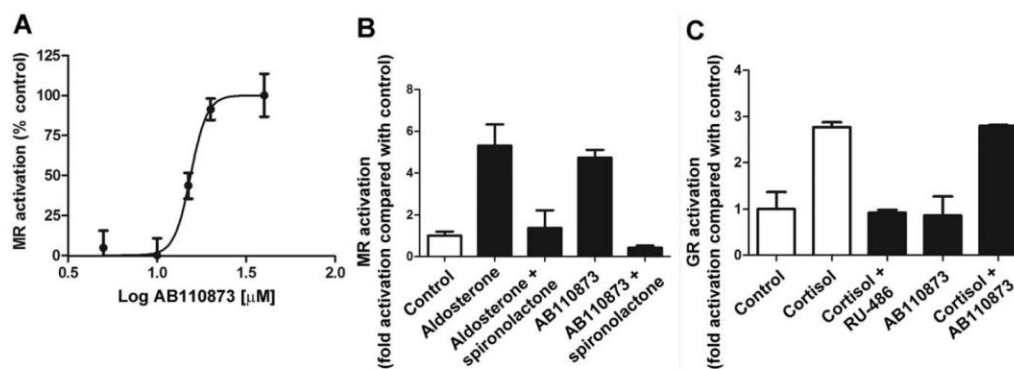 A
MR activation (% control)
125
100
75
50
25
0
0.5
1.0
1.5
2.0
Log AB110873 [μM]
B
MR activation
(fold activation compared with control)
8
6
4
2
0
Control
Aldosterone
Aldosterone +
spironolactone
AB110873
AB110873 +
spironolactone
C
GR activation
(fold activation compared with control)
4
3
2
1
0
Control
Cortisol
Cortisol +
RU-486
AB110873
Cortisol +
AB110873